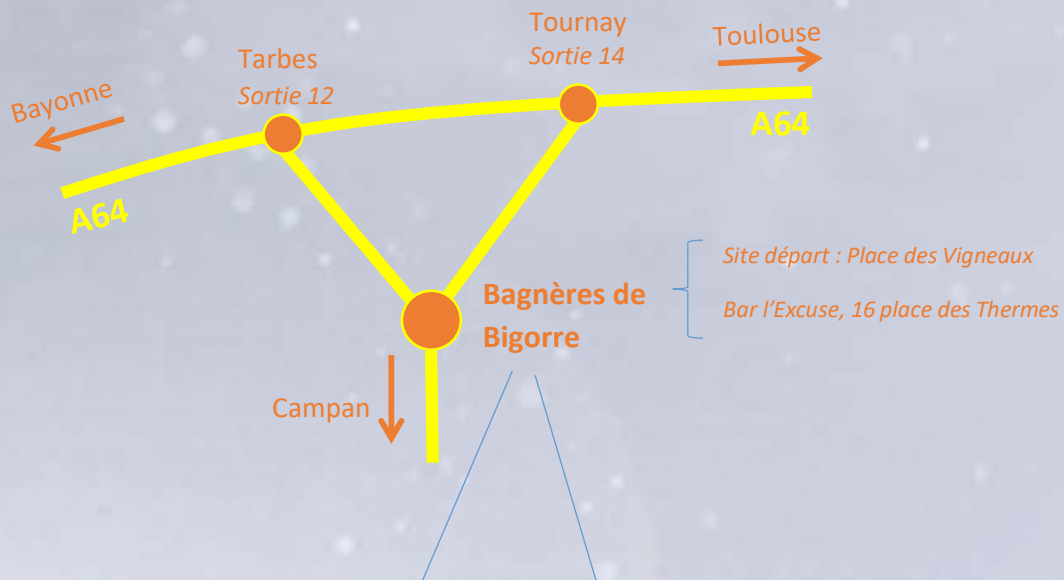 Tournay
Sortie 14
Toulouse
Tarbes
Sortie 12
Bayonne
A64
A64
Site départ : Place des Vigneaux
Bagnères de
Bigorre
Bar l'Excuse, 16 place des Thermes
Campan